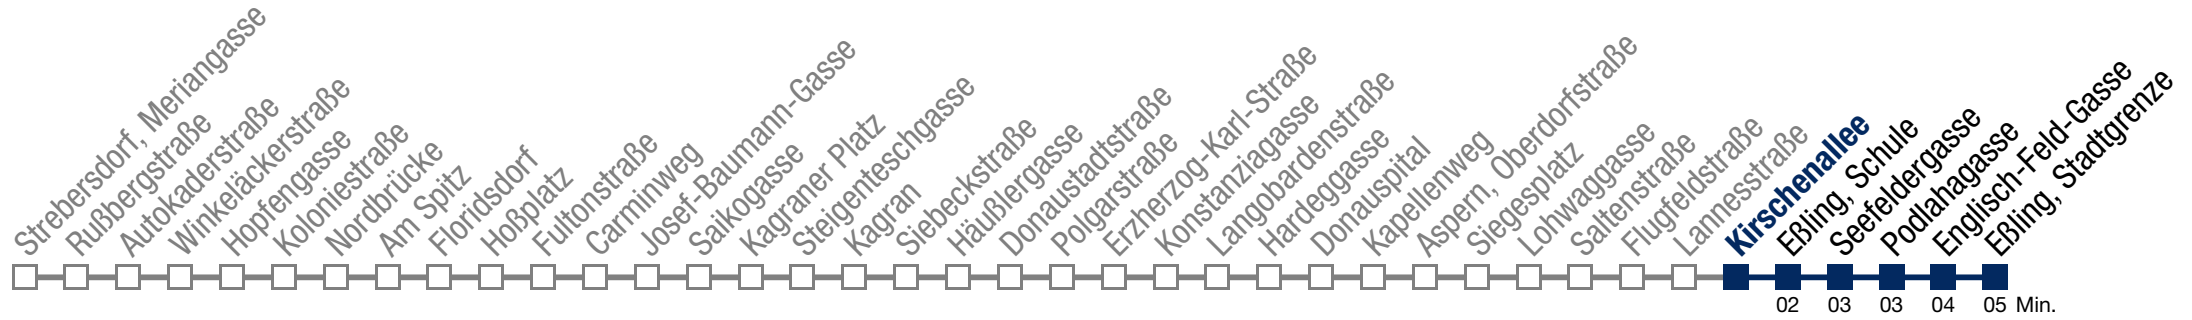 Strebersdorf, Meriangasse
Rußbergstraße
Autokaderstraße
Winkeläckerstraße
Hopfengasse
Koloniestraße
Nordbrücke
Am Spitz
Floridsdorf
Hoßplatz
Fultonstraße
Carminweg
Josef-Baumann-Gasse
Saikogasse
Kagraner Platz
Steigenteschgasse
Kagran
Siebeckstraße
Häußlergasse
Donaustadtstraße
Polgarstraße
Erzherzog-Karl-Straße
Konstanziagasse
Langobardenstraße
Hardeggasse
Donauspital
Kapellenweg
Aspern, Oberdorfstraße
Siegesplatz
Lohwaggasse
Saltenstraße
Flugfeldstraße
Lannesstraße
Kirschenallee
Eßling, Schule
Seefeldergasse
Podlahagasse
Englisch-Feld-Gasse
Eßling, Stadtgrenze
02 03 03 04 05 Min.